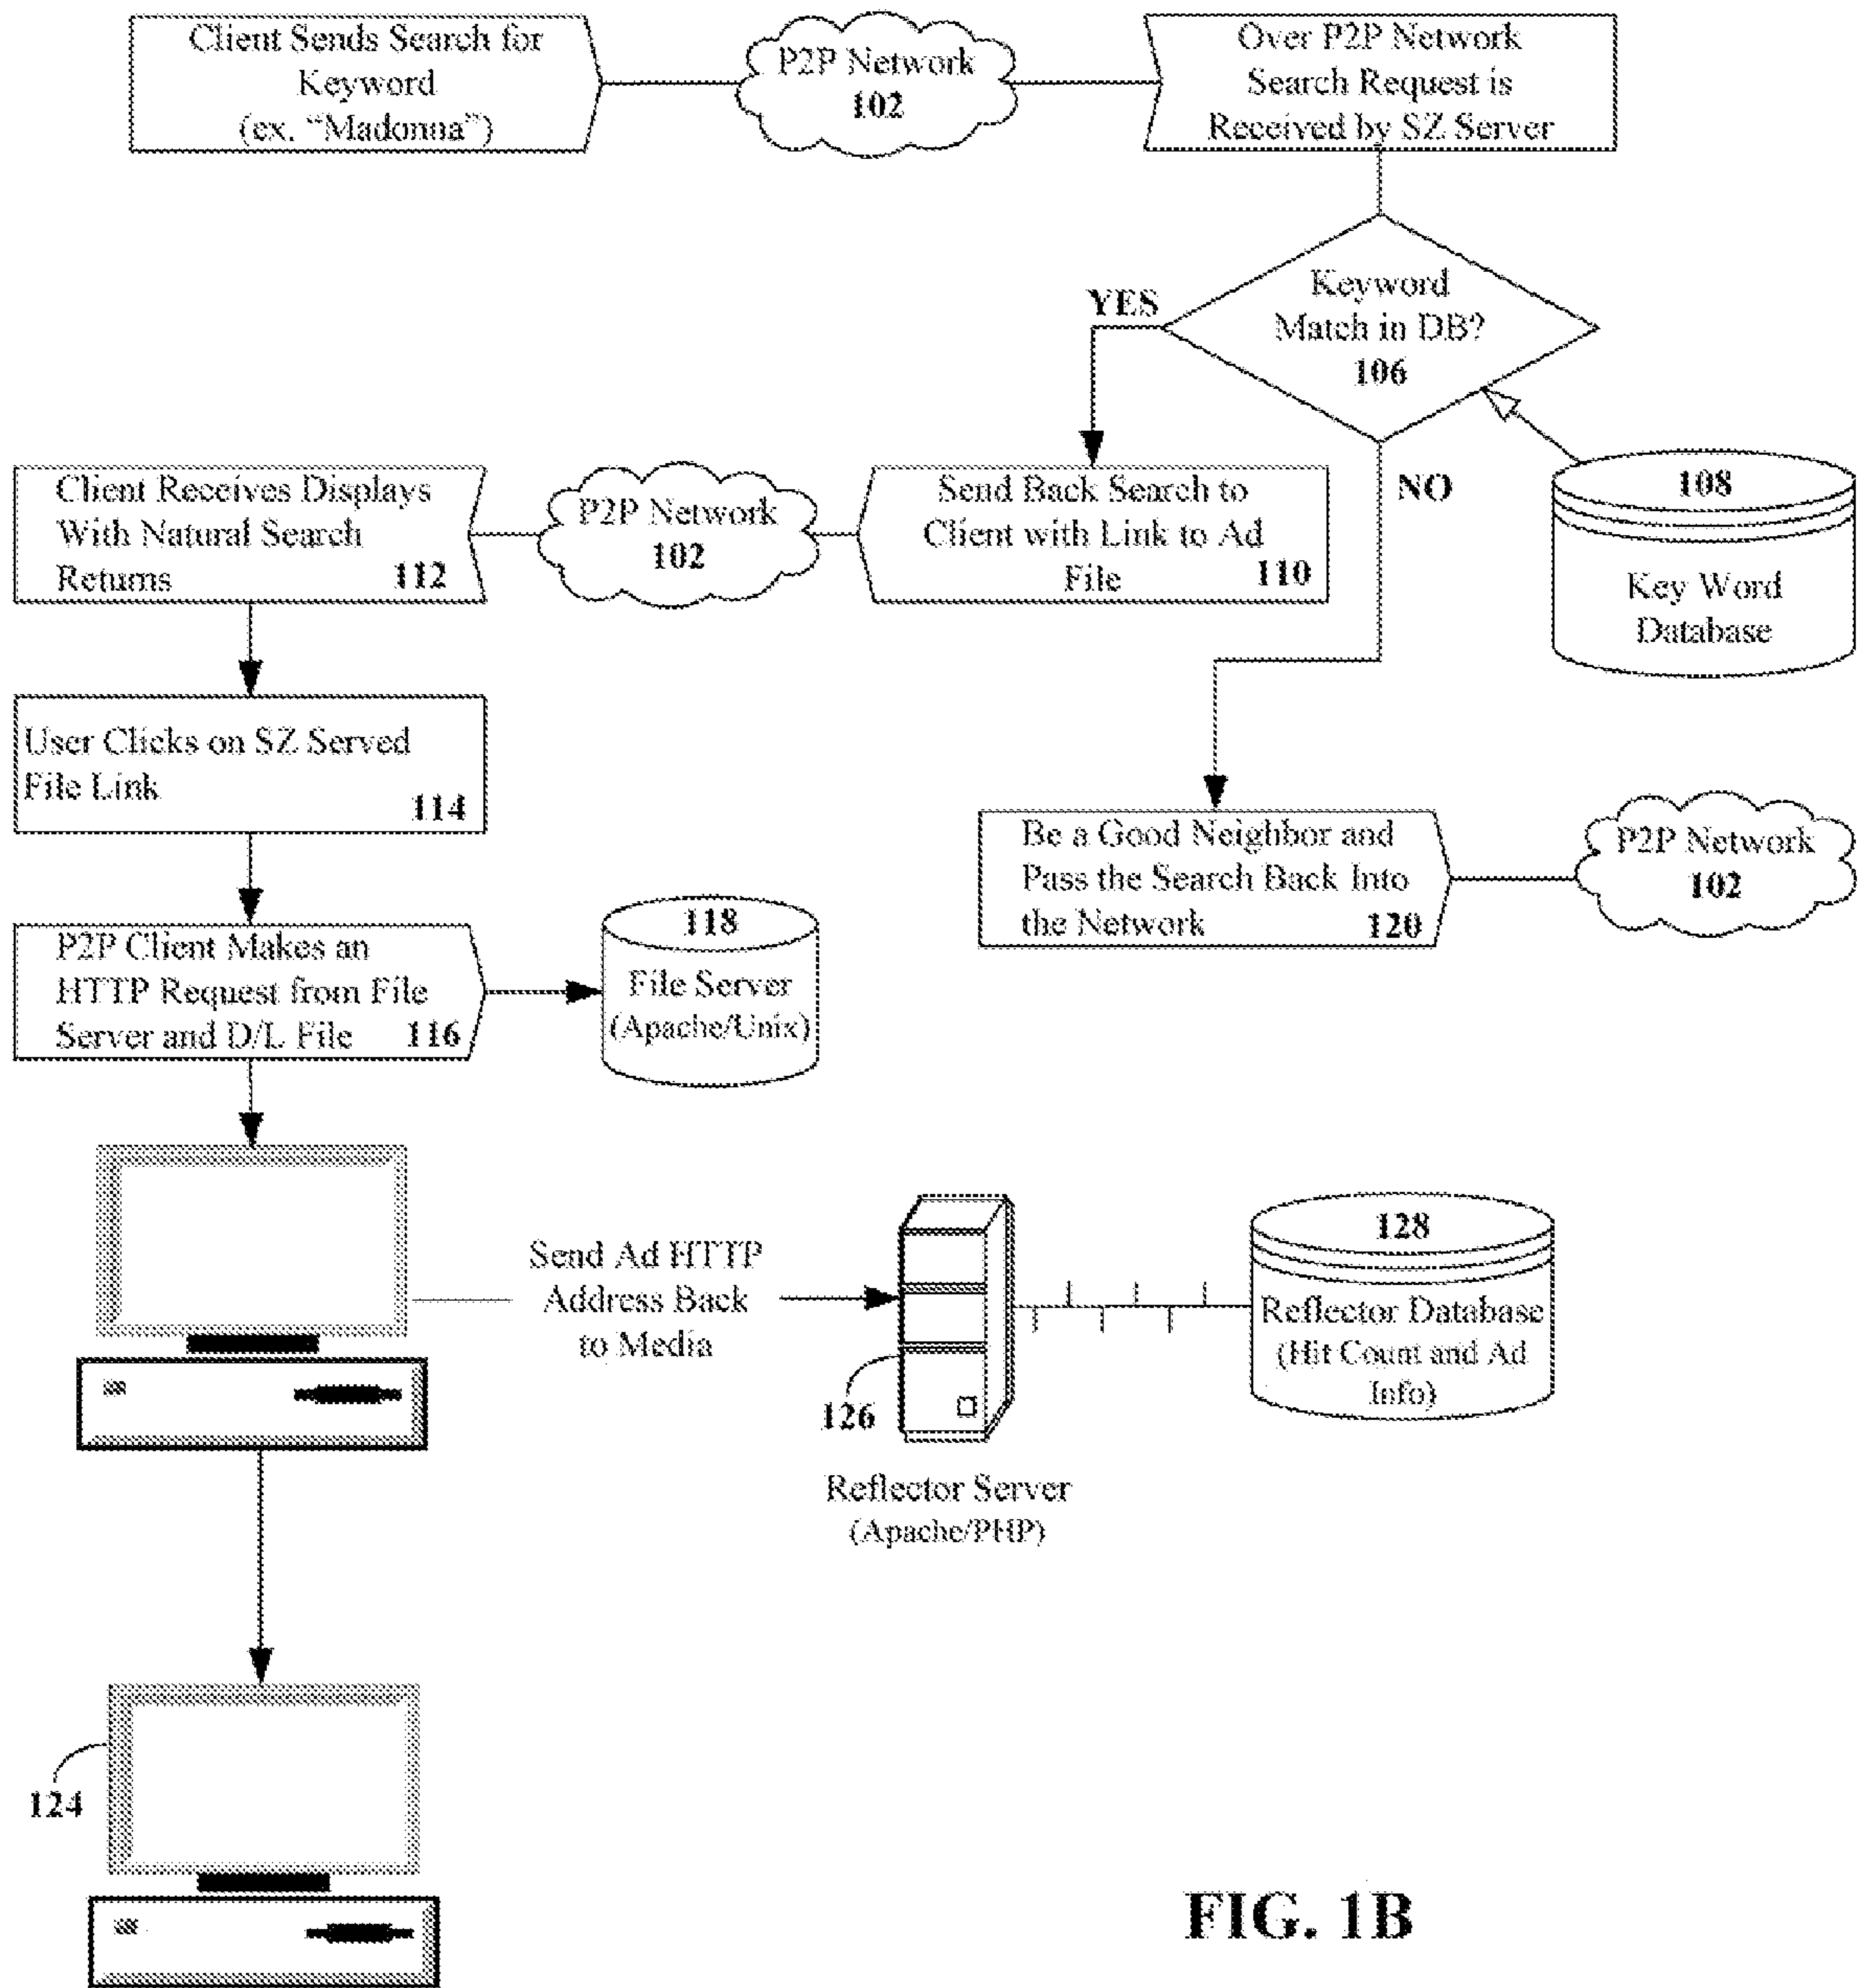 Client Sends Search for
Keyword
(ex. “Madonna”)
P2P Network
102
Over P2P Network
Search Request is
Received by SZ Server
Keyword
Match in DB?
106
YES
NO
108
Key Word
Database
Send Back Search to
Client with Link to Ad
File 110
P2P Network
102
Client Receives Displays
With Natural Search
Returns 112
User Clicks on SZ Served
File Link
114
Be a Good Neighbor and
Pass the Search Back Into
the Network 120
P2P Network
102
P2P Client Makes an
HTTP Request from File
Server and D/L File 116
118
File Server
(Apache/Unix)
Send Ad HTTP
Address Back
to Media
126
Reflector Server
(Apache/PHP)
128
Reflector Database
(Hit Count and Ad
Info)
124
FIG. 1B